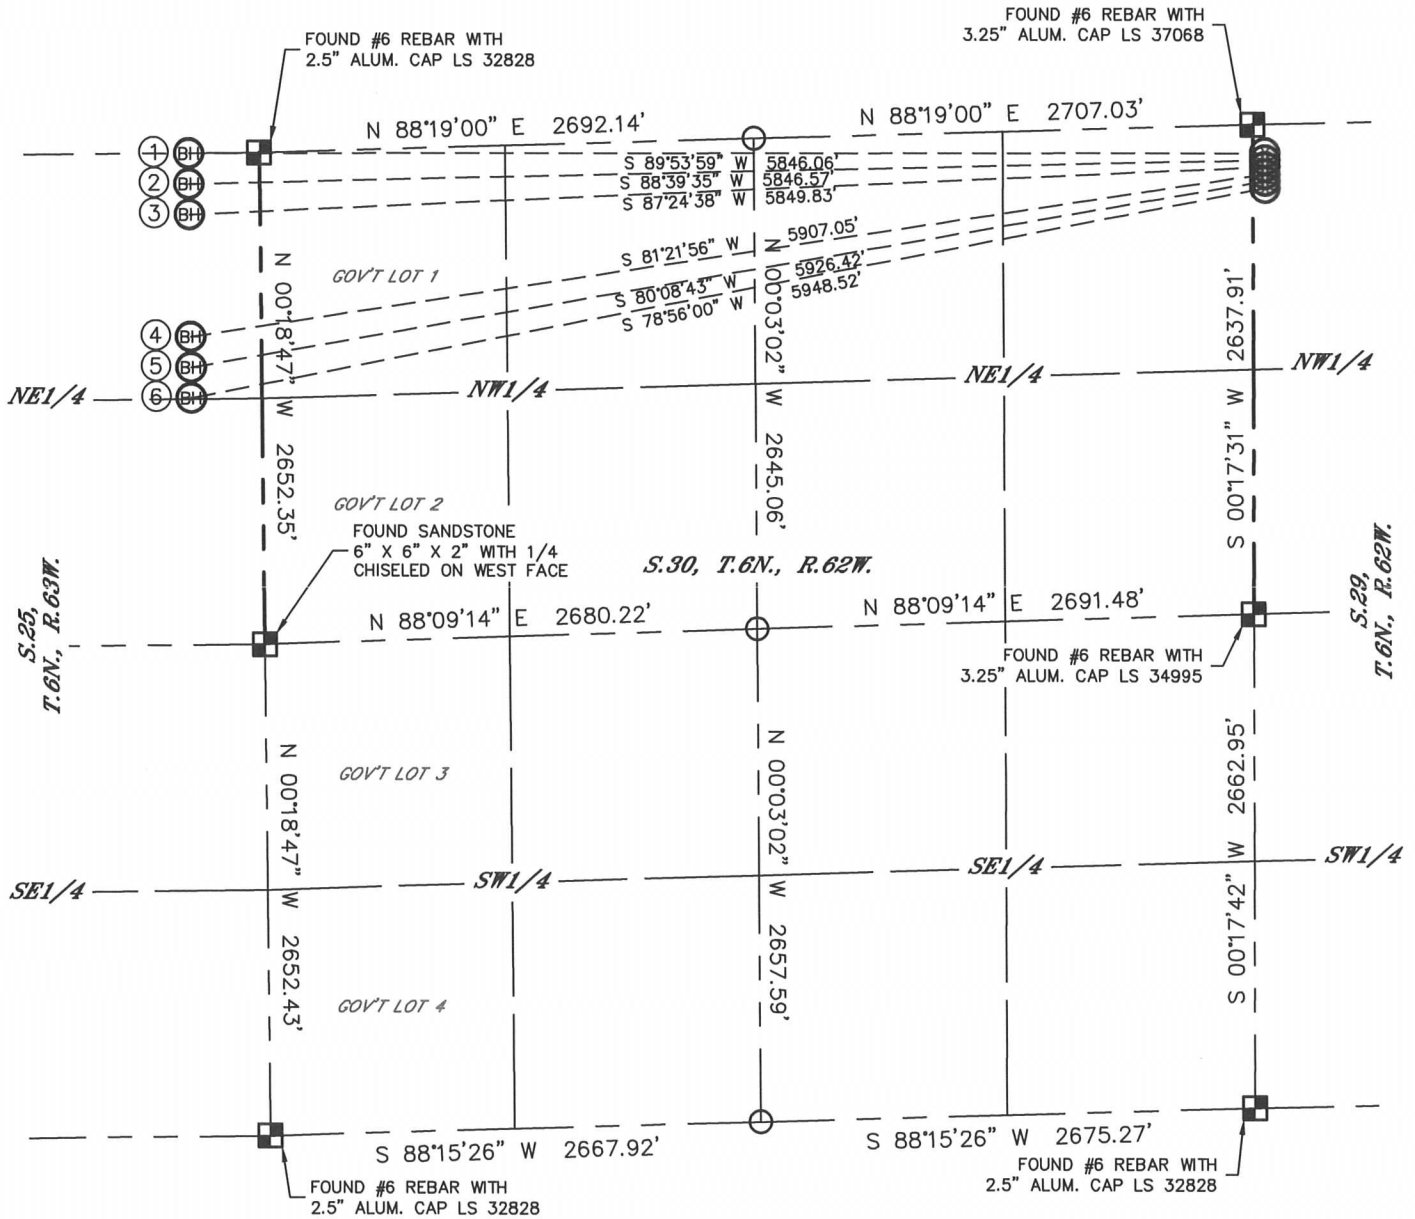 FOUND #6 REBAR WITH
2.5" ALUM. CAP LS 32828
FOUND #6 REBAR WITH
3.25" ALUM. CAP LS 37068
N 88°19'00" E 2692.14'
N 88°19'00" E 2707.03'
1 BH
2 BH
3 BH
S 89°53'59" W 5846.06'
S 88°39'35" W 5846.57'
S 87°24'38" W 5849.83'
S 81°21'56" W 5907.05'
S 80°08'43" W 5926.42'
S 78°56'00" W 5948.52'
GOV'T LOT 1
4 BH
5 BH
6 BH
N 00°18'47" W 2652.35'
N 00°03'02" W 2645.06'
S 00°17'31" W 2637.91'
NE1/4
NW1/4
NE1/4
NW1/4
GOV'T LOT 2
FOUND SANDSTONE
6" X 6" X 2" WITH 1/4
CHISELED ON WEST FACE
S.30, T.6N., R.62W.
S.25,
T.6N., R.63W.
S.29,
T.6N., R.62W.
N 88°09'14" E 2680.22'
N 88°09'14" E 2691.48'
FOUND #6 REBAR WITH
3.25" ALUM. CAP LS 34995
GOV'T LOT 3
N 00°18'47" W 2652.43'
N 00°03'02" W 2657.59'
S 00°17'42" W 2662.95'
SE1/4
SW1/4
SE1/4
SW1/4
GOV'T LOT 4
S 88°15'26" W 2667.92'
S 88°15'26" W 2675.27'
FOUND #6 REBAR WITH
2.5" ALUM. CAP LS 32828
FOUND #6 REBAR WITH
2.5" ALUM. CAP LS 32828